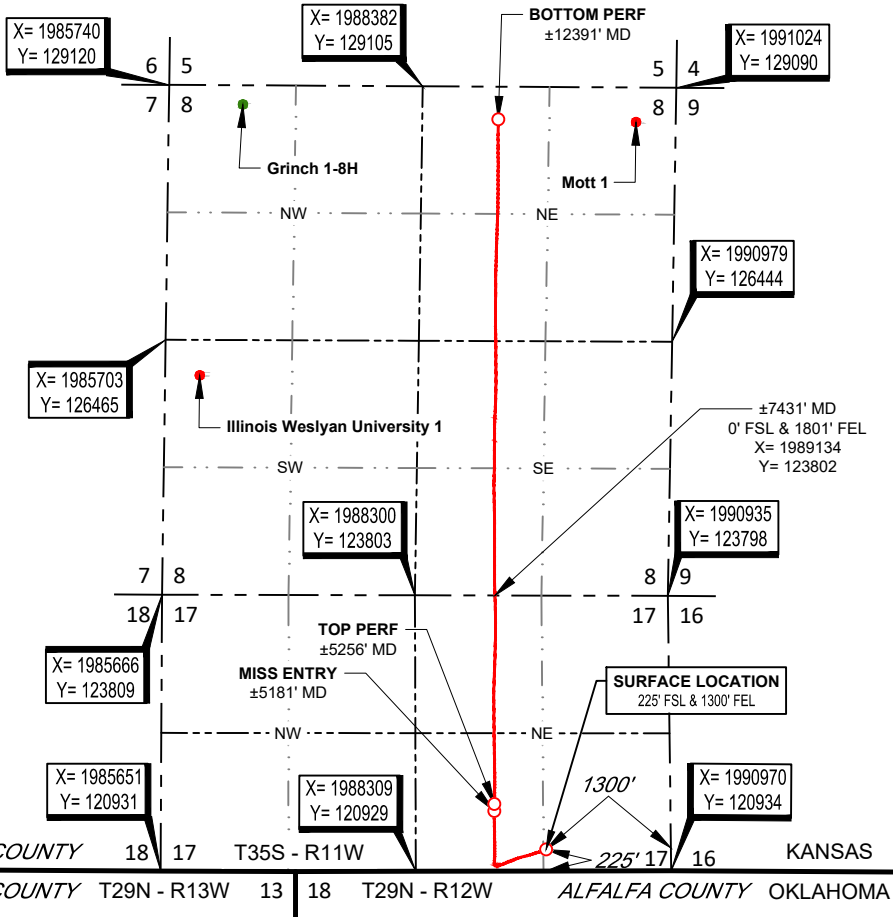 X= 1985740
Y= 129120
X= 1988382
Y= 129105
BOTTOM PERF
±12391' MD
X= 1991024
Y= 129090
6 5
7 8
5 4
8 9
Grinch 1-8H
Mott 1
NW
NE
X= 1990979
Y= 126444
X= 1985703
Y= 126465
Illinois Weslyan University 1
±7431' MD
0' FSL & 1801' FEL
X= 1989134
Y= 123802
SW
SE
X= 1988300
Y= 123803
X= 1990935
Y= 123798
7 8
18 17
8 9
17 16
TOP PERF
±5256' MD
MISS ENTRY
±5181' MD
X= 1985666
Y= 123809
SURFACE LOCATION
225' FSL & 1300' FEL
NW
NE
X= 1985651
Y= 120931
X= 1988309
Y= 120929
1300'
X= 1990970
Y= 120934
225'
COUNTY 18 17 T35S - R11W 17 16 KANSAS
COUNTY T29N - R13W 13 18 T29N - R12W ALFALFA COUNTY OKLAHOMA